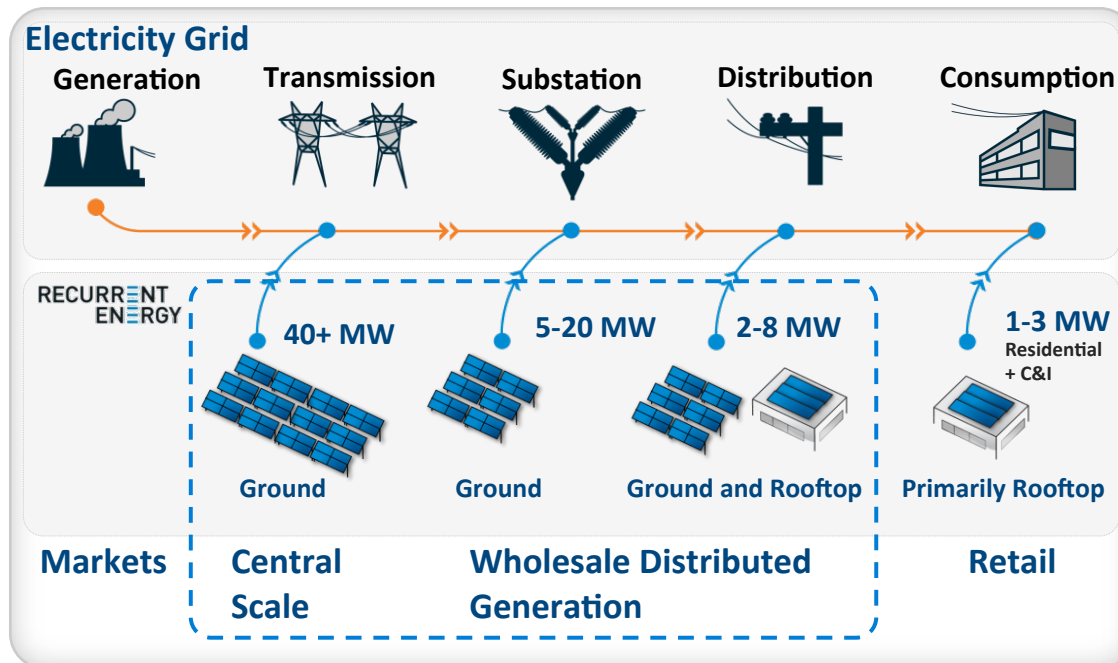 Electricity Grid
Generation
Transmission
Substation
Distribution
Consumption
RECURRENT
ENERGY
40+ MW
5-20 MW
2-8 MW
1-3 MW
Residential
+ C&I
Ground
Ground
Ground and Rooftop
Primarily Rooftop
Markets
Central
Scale
Wholesale Distributed
Generation
Retail